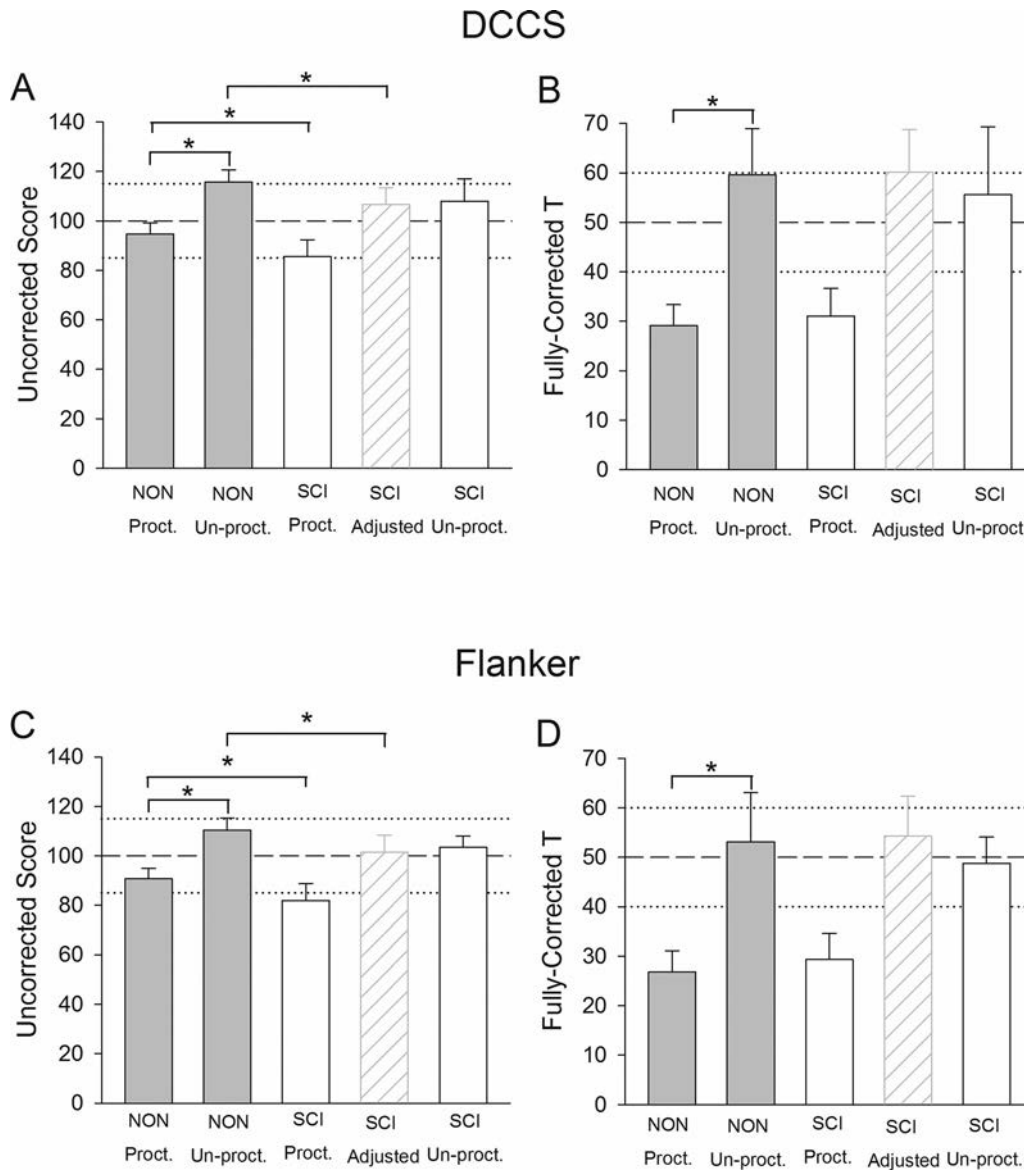 DCCS
A
B
*
*
*
*
Uncorrected Score
140
120
100
80
60
40
20
0
Fully-Corrected T
70
60
50
40
30
20
10
0
NON NON SCI SCI SCI
Proct. Un-proct. Proct. Adjusted Un-proct.
NON NON SCI SCI SCI
Proct. Un-proct. Proct. Adjusted Un-proct.
Flanker
C
D
*
*
*
*
Uncorrected Score
140
120
100
80
60
40
20
0
Fully-Corrected T
70
60
50
40
30
20
10
0
NON NON SCI SCI SCI
Proct. Un-proct. Proct. Adjusted Un-proct.
NON NON SCI SCI SCI
Proct. Un-proct. Proct. Adjusted Un-proct.